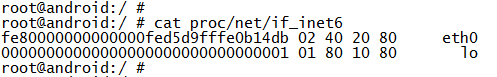 root@android:/ #
root@android:/ # cat proc/net/if_inet6
fe80000000000000fed5d9fffe0b14db 02 40 20 80 eth0
00000000000000000000000000000001 01 80 10 80 lo
root@android:/ #